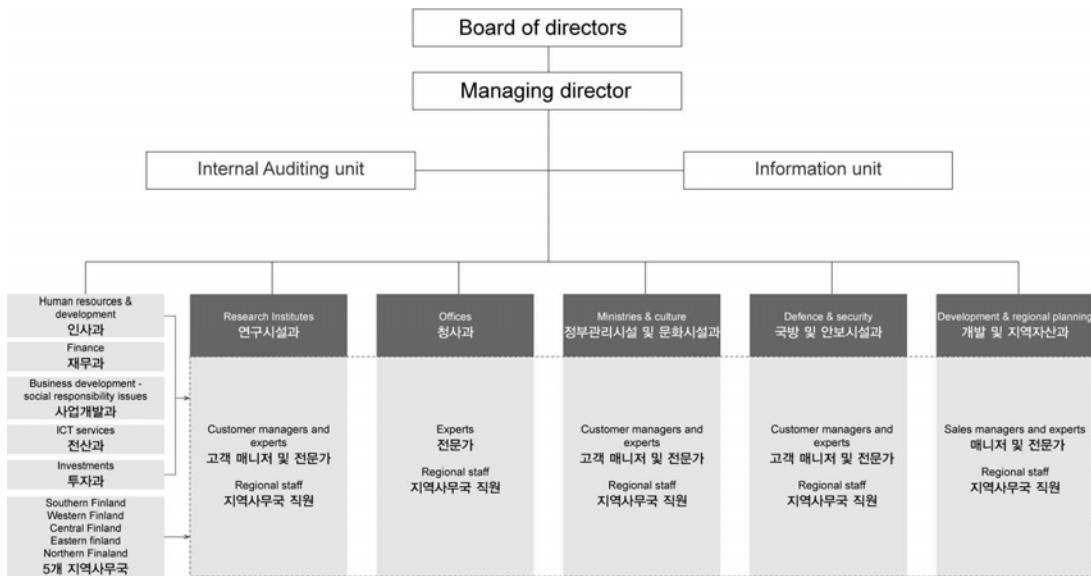 Board of directors
Managing director
Internal Auditing unit
Information unit
Human resources &
development
인사과
Finance
재무과
Business development -
social responsibility issues
사업개발과
ICT services
전산과
Investments
투자과
Southern Finland
Western Finland
Central Finland
Eastern finland
Northern Finaland
5개 지역사무국
Research Institutes
연구시설과
Customer managers and
experts
고객 매니저 및 전문가
Regional staff
지역사무국 직원
Offices
청사과
Experts
전문가
Regional staff
지역사무국 직원
Ministries & culture
정부관리시설 및 문화시설과
Customer managers and
experts
고객 매니저 및 전문가
Regional staff
지역사무국 직원
Defence & security
국방 및 안보시설과
Customer managers and
experts
고객 매니저 및 전문가
Regional staff
지역사무국 직원
Development & regional planning
개발 및 지역자산과
Sales managers and experts
매니저 및 전문가
Regional staff
지역사무국 직원